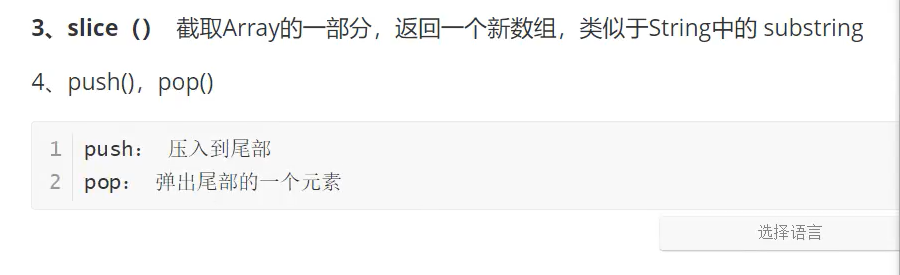 3、slice（） 截取Array的一部分，返回一个新数组，类似于String中的 substring
4、push()，pop()
1 push： 压入到尾部
2 pop： 弹出尾部的一个元素
选择语言